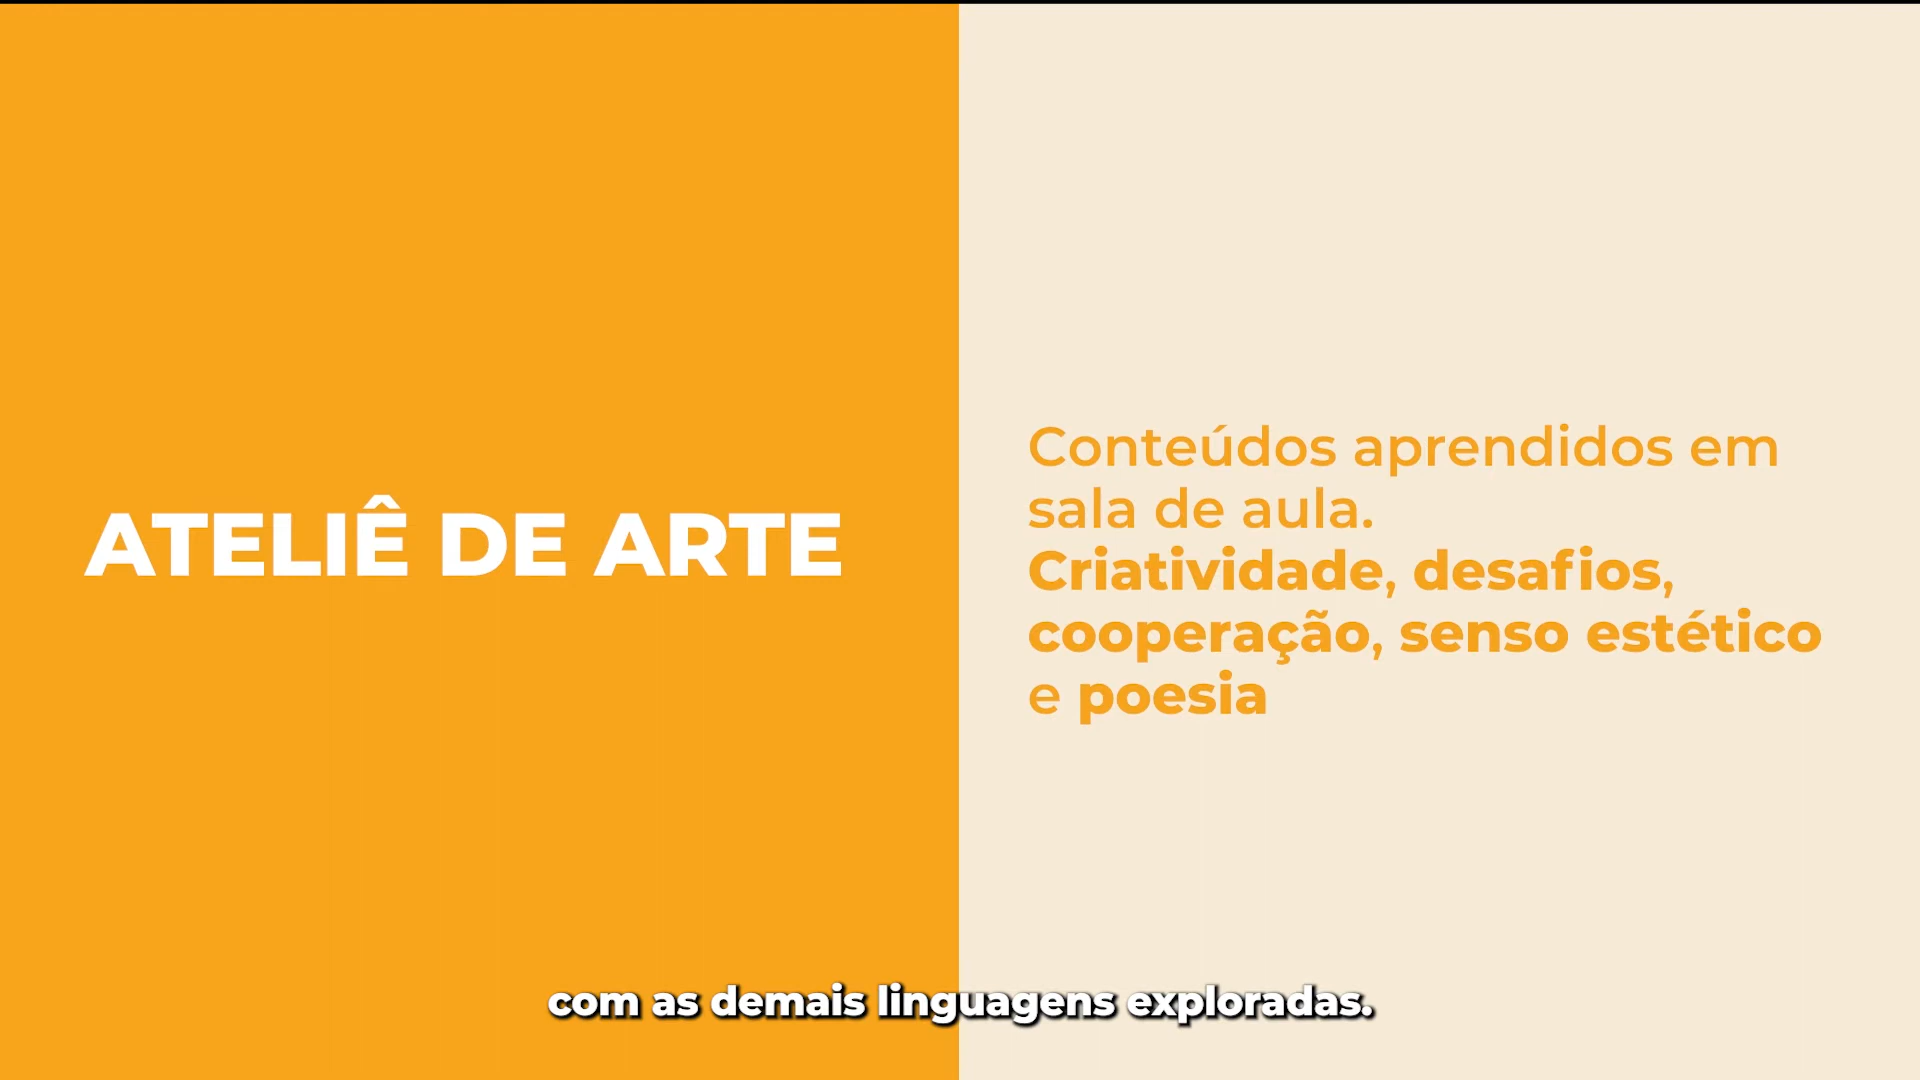 ATELIÊ DE ARTE
Conteúdos aprendidos em
sala de aula.
Criatividade, desafios,
cooperação, senso estético
e poesia
com as demais linguagens exploradas.